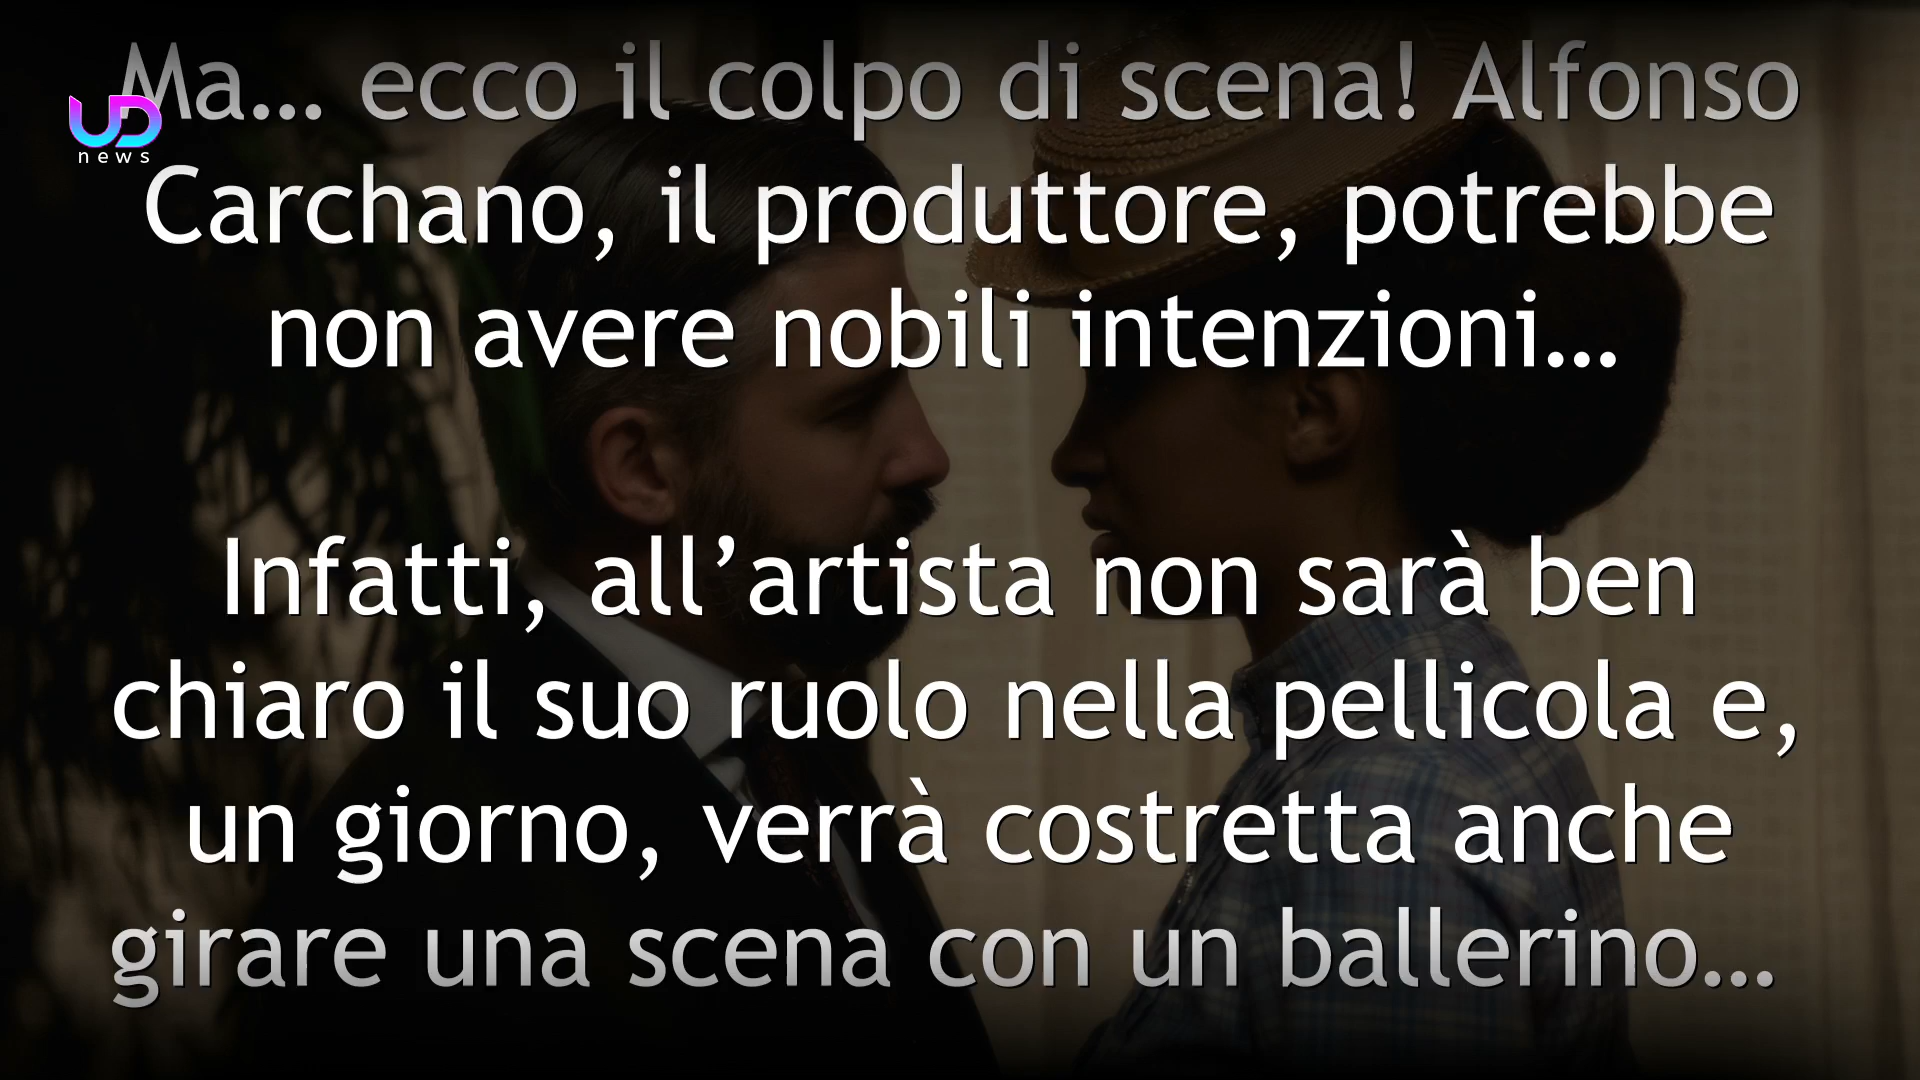 Ma... ecco il colpo di scena! Alfonso
UD
news
Carchano, il produttore, potrebbe
non avere nobili intenzioni...
Infatti, all’artista non sarà ben
chiaro il suo ruolo nella pellicola e,
un giorno, verrà costretta anche
girare una scena con un ballerino...